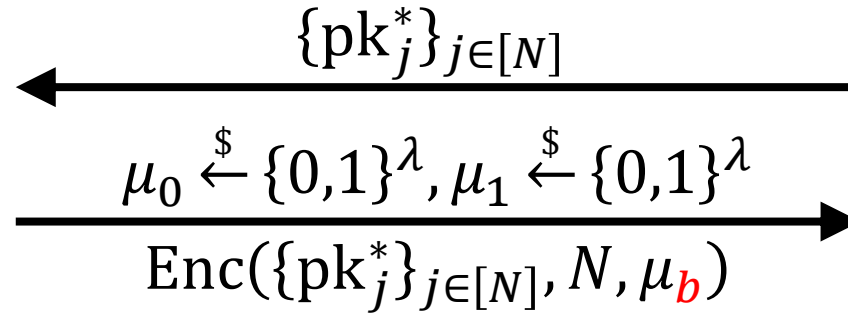 {pk*_j}_{j∈[N]}
μ_0 ←$ {0,1}^λ, μ_1 ←$ {0,1}^λ
Enc({pk*_j}_{j∈[N]}, N, μ_b)